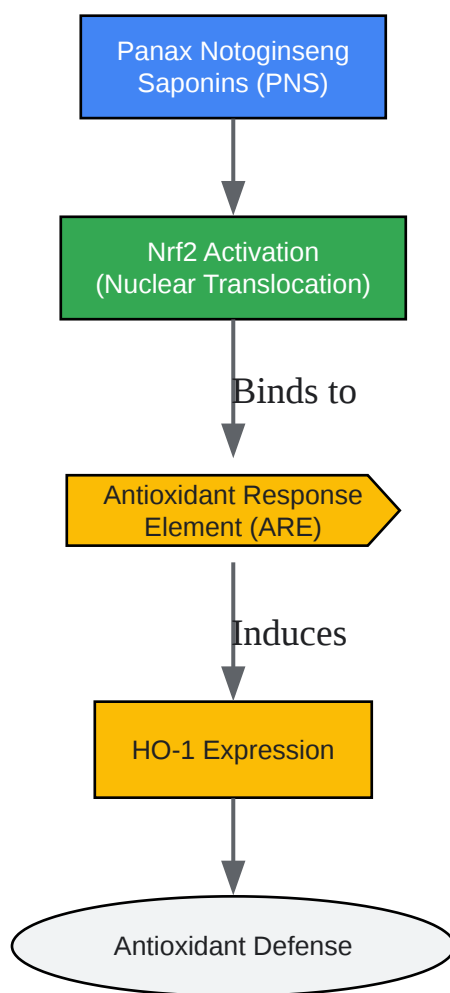 Panax Notoginseng
Saponins (PNS)
Nrf2 Activation
(Nuclear Translocation)
Binds to
Antioxidant Response
Element (ARE)
Induces
HO-1 Expression
Antioxidant Defense